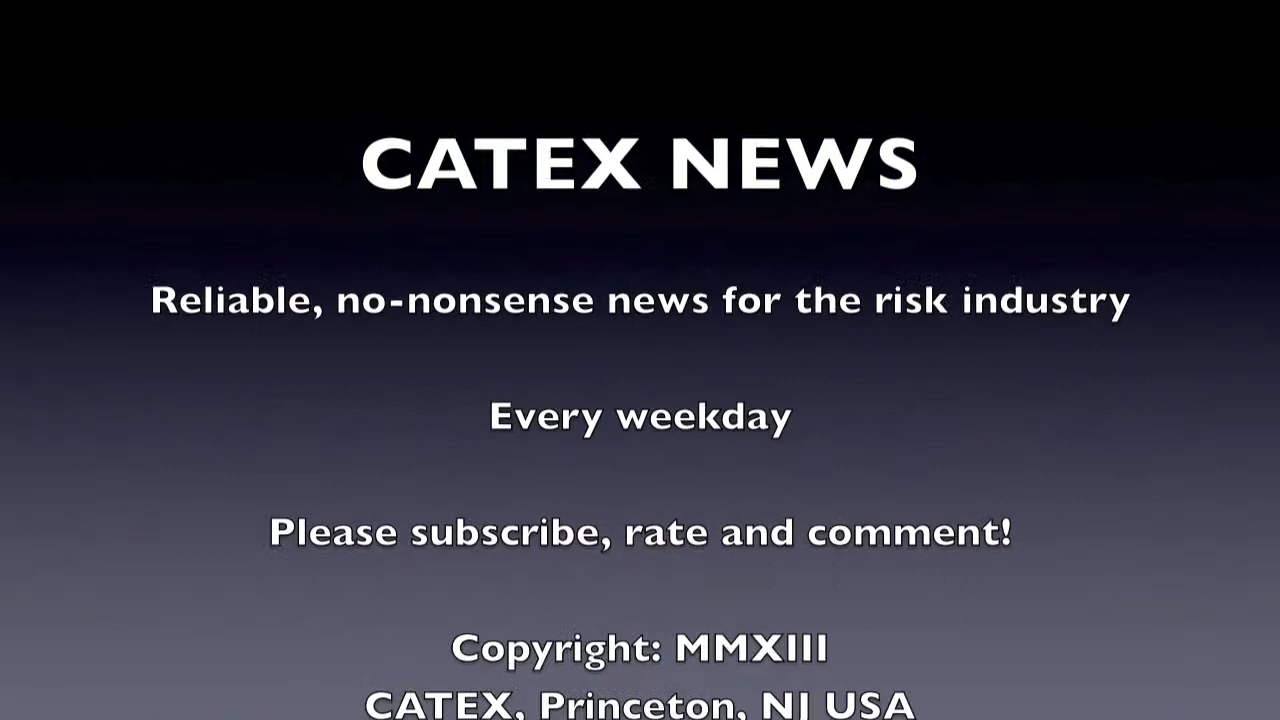 CATEX NEWS
Reliable, no-nonsense news for the risk industry
Every weekday
Please subscribe, rate and comment!
Copyright: MMXIII
CATEX, Princeton, NJ USA